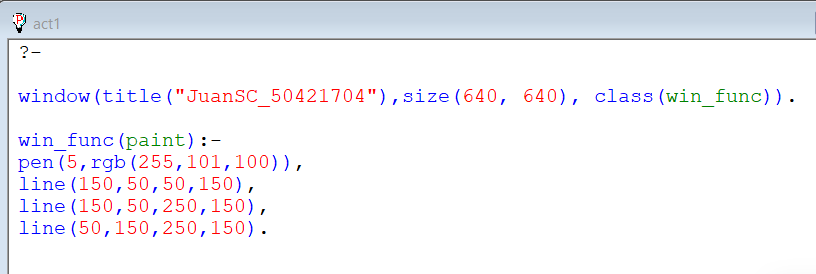 act1
?-
window(title("JuanSC_50421704"),size(640, 640), class(win_func)).
win_func(paint):-
pen(5,rgb(255,101,100)),
line(150,50,50,150),
line(150,50,250,150),
line(50,150,250,150).